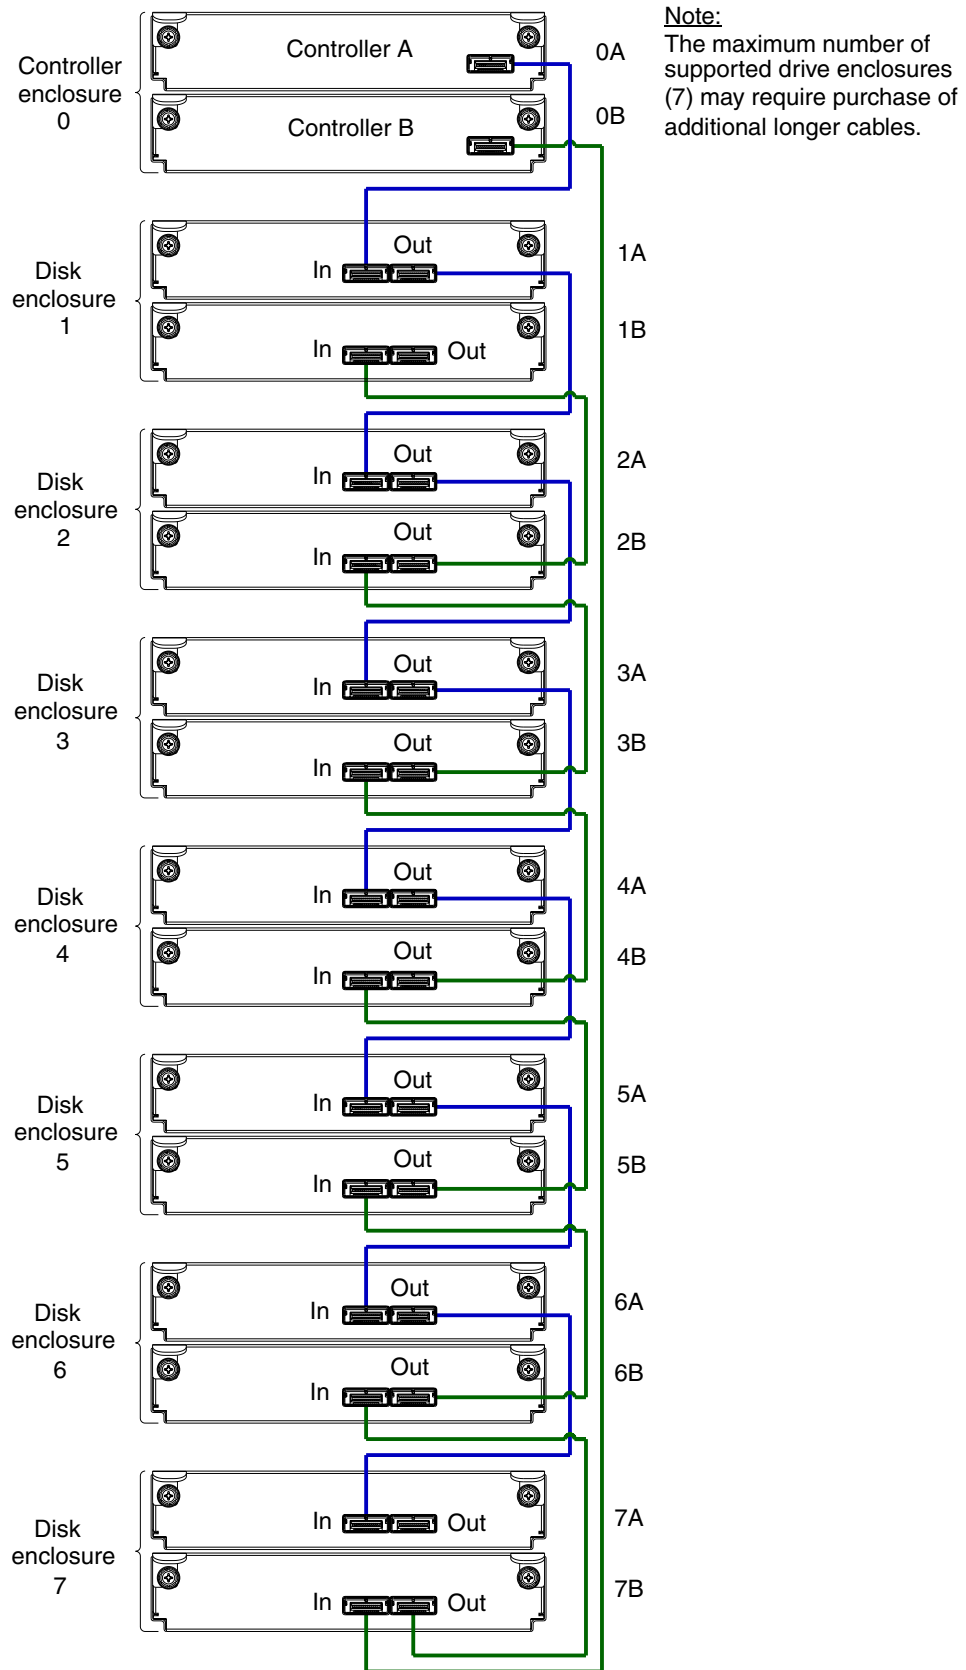 Note:
The maximum number of
supported drive enclosures
(7) may require purchase of
additional longer cables.
Controller
enclosure
0
Controller A
0A
Controller B
0B
Disk
enclosure
1
In
Out
1A
In
Out
1B
Disk
enclosure
2
In
Out
2A
In
Out
2B
Disk
enclosure
3
In
Out
3A
In
Out
3B
Disk
enclosure
4
In
Out
4A
In
Out
4B
Disk
enclosure
5
In
Out
5A
In
Out
5B
Disk
enclosure
6
In
Out
6A
In
Out
6B
Disk
enclosure
7
In
Out
7A
In
Out
7B